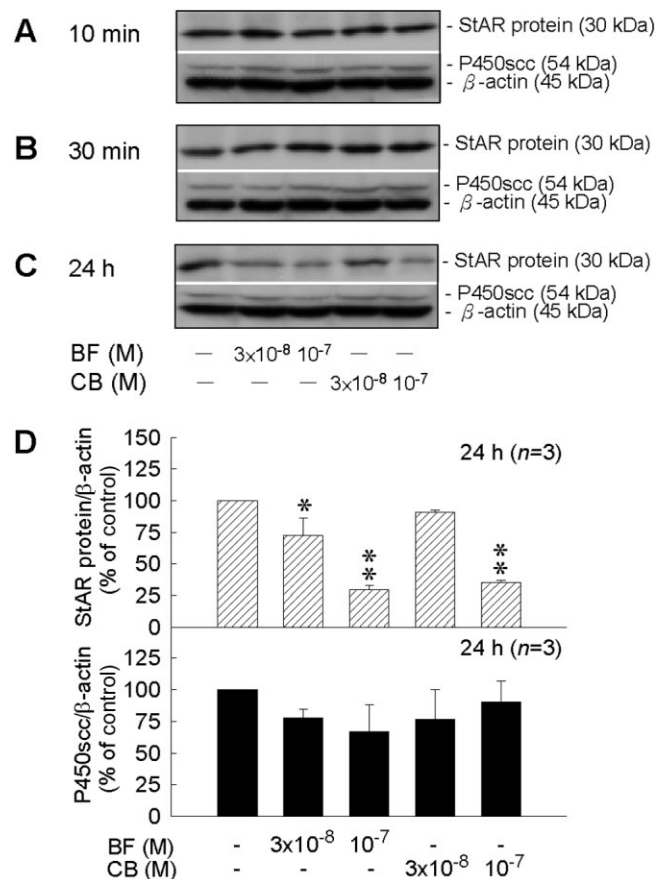 A 10 min - StAR protein (30 kDa)
- P450scc (54 kDa)
- β-actin (45 kDa)
B 30 min - StAR protein (30 kDa)
- P450scc (54 kDa)
- β-actin (45 kDa)
C 24 h - StAR protein (30 kDa)
- P450scc (54 kDa)
- β-actin (45 kDa)
BF (M) — 3x10⁻⁸ 10⁻⁷ — —
CB (M) — — — 3x10⁻⁸ 10⁻⁷
D
StAR protein/β-actin
(% of control)
150
125
100
75
50
25
0
24 h (n=3)
*
**
**
P450scc/β-actin
(% of control)
100
75
50
25
0
24 h (n=3)
BF (M) - 3x10⁻⁸ 10⁻⁷ - -
CB (M) - - - 3x10⁻⁸ 10⁻⁷